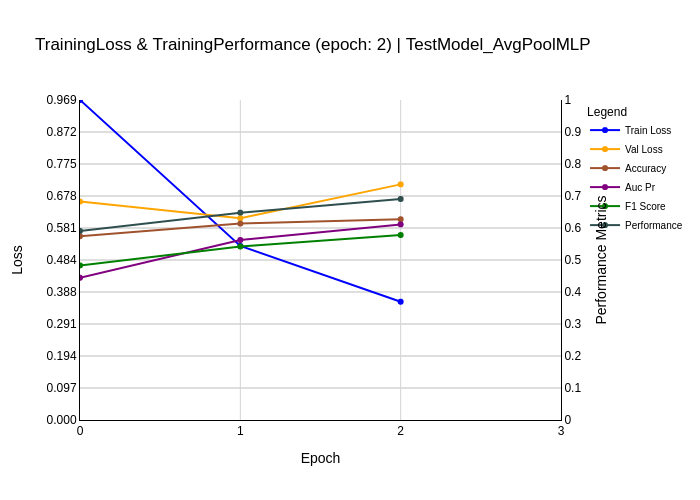 TrainingLoss & TrainingPerformance (epoch: 2) | TestModel_AvgPoolMLP
Loss
0.969
0.872
0.775
0.678
0.581
0.484
0.388
0.291
0.194
0.097
0.000
0
1
2
3
Epoch
1
0.9
0.8
0.7
0.6
0.5
0.4
0.3
0.2
0.1
0
Performance Metrics
Legend
Train Loss
Val Loss
Accuracy
Auc Pr
F1 Score
Performance